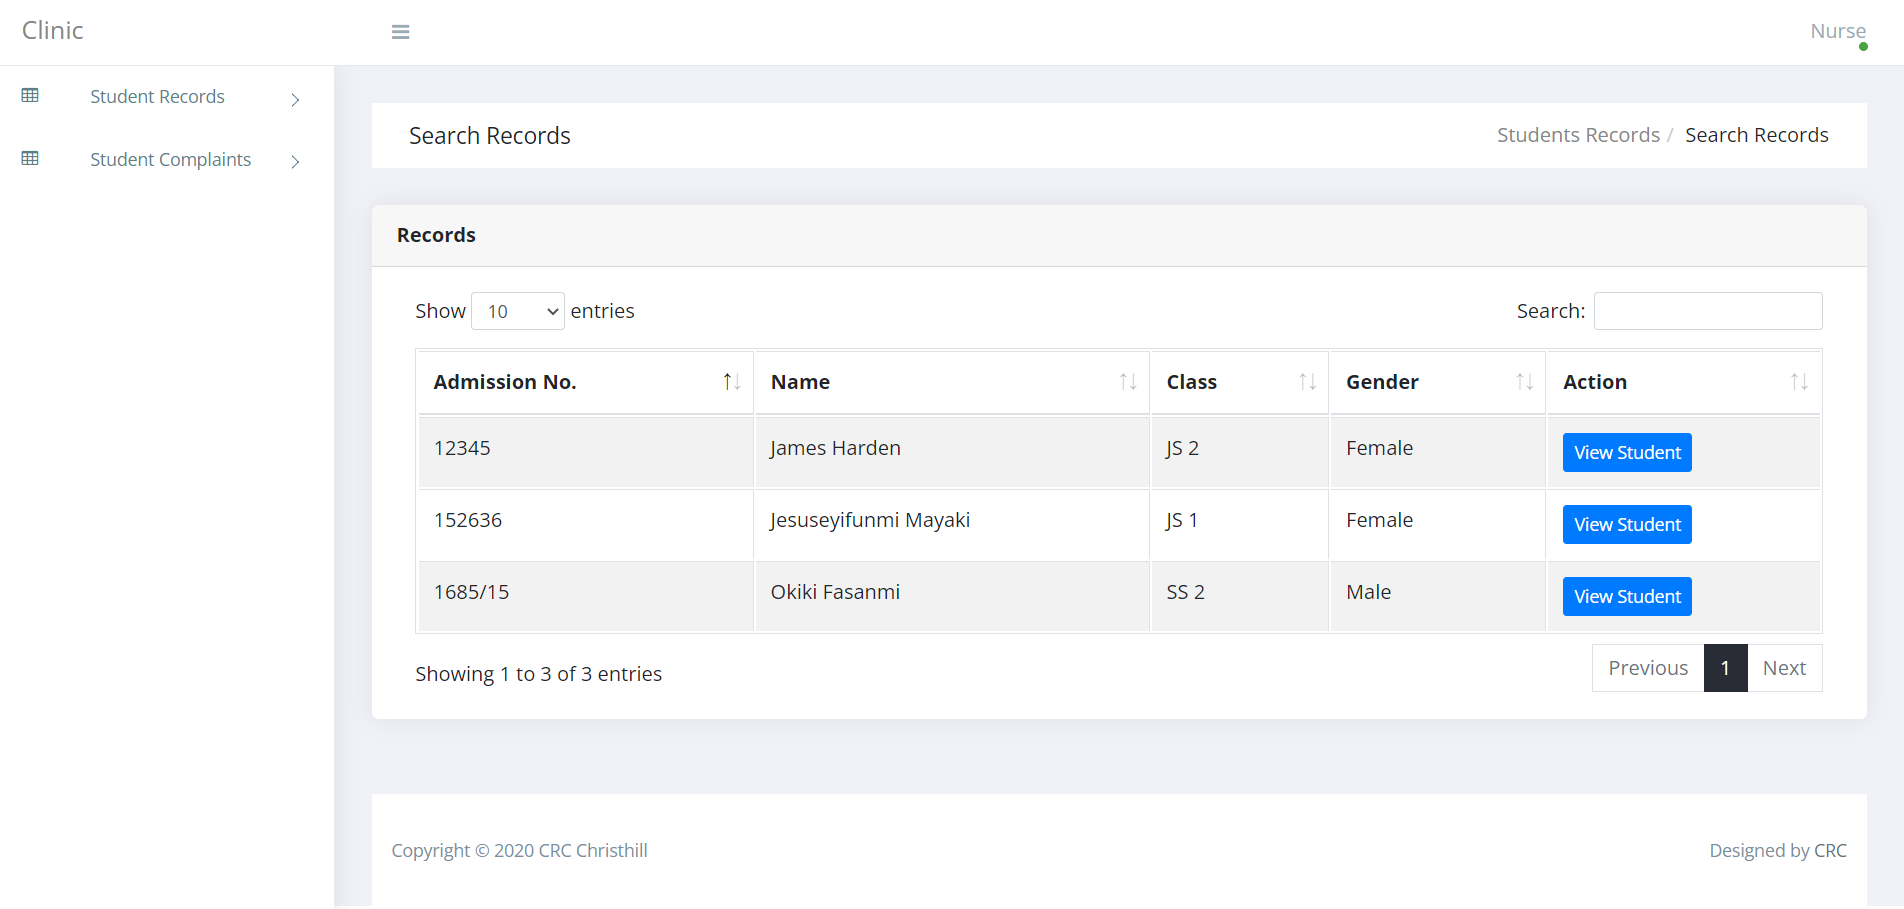 Clinic
Nurse
Student Records
Student Complaints
Search Records
Students Records / Search Records
Records
Show 10 entries
Search:
Admission No. Name Class Gender Action
12345 James Harden JS 2 Female View Student
152636 Jesuseyifunmi Mayaki JS 1 Female View Student
1685/15 Okiki Fasanmi SS 2 Male View Student
Showing 1 to 3 of 3 entries
Previous 1 Next
Copyright © 2020 CRC Christhill
Designed by CRC